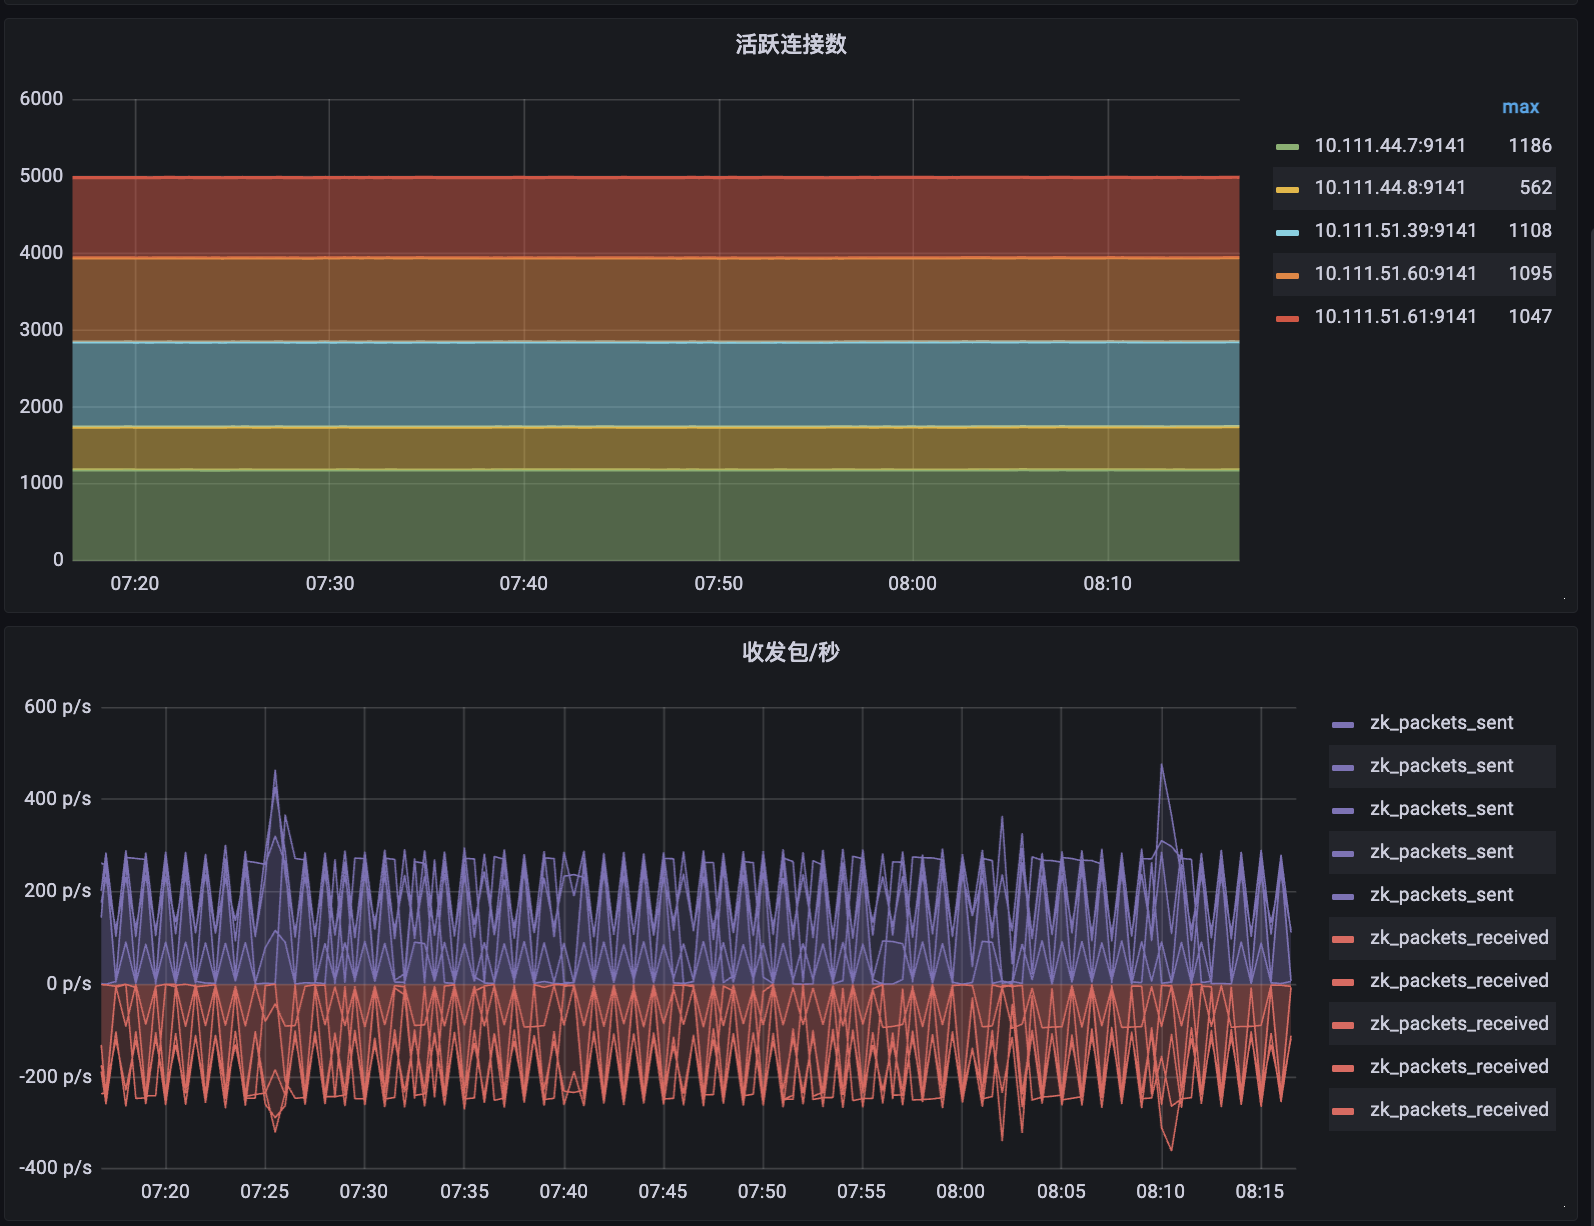 活跃连接数
6000
5000
4000
3000
2000
1000
0
07:20 07:30 07:40 07:50 08:00 08:10
max
10.111.44.7:9141 1186
10.111.44.8:9141 562
10.111.51.39:9141 1108
10.111.51.60:9141 1095
10.111.51.61:9141 1047
收发包/秒
600 p/s
400 p/s
200 p/s
0 p/s
-200 p/s
-400 p/s
07:20 07:25 07:30 07:35 07:40 07:45 07:50 07:55 08:00 08:05 08:10 08:15
zk_packets_sent
zk_packets_sent
zk_packets_sent
zk_packets_sent
zk_packets_sent
zk_packets_received
zk_packets_received
zk_packets_received
zk_packets_received
zk_packets_received